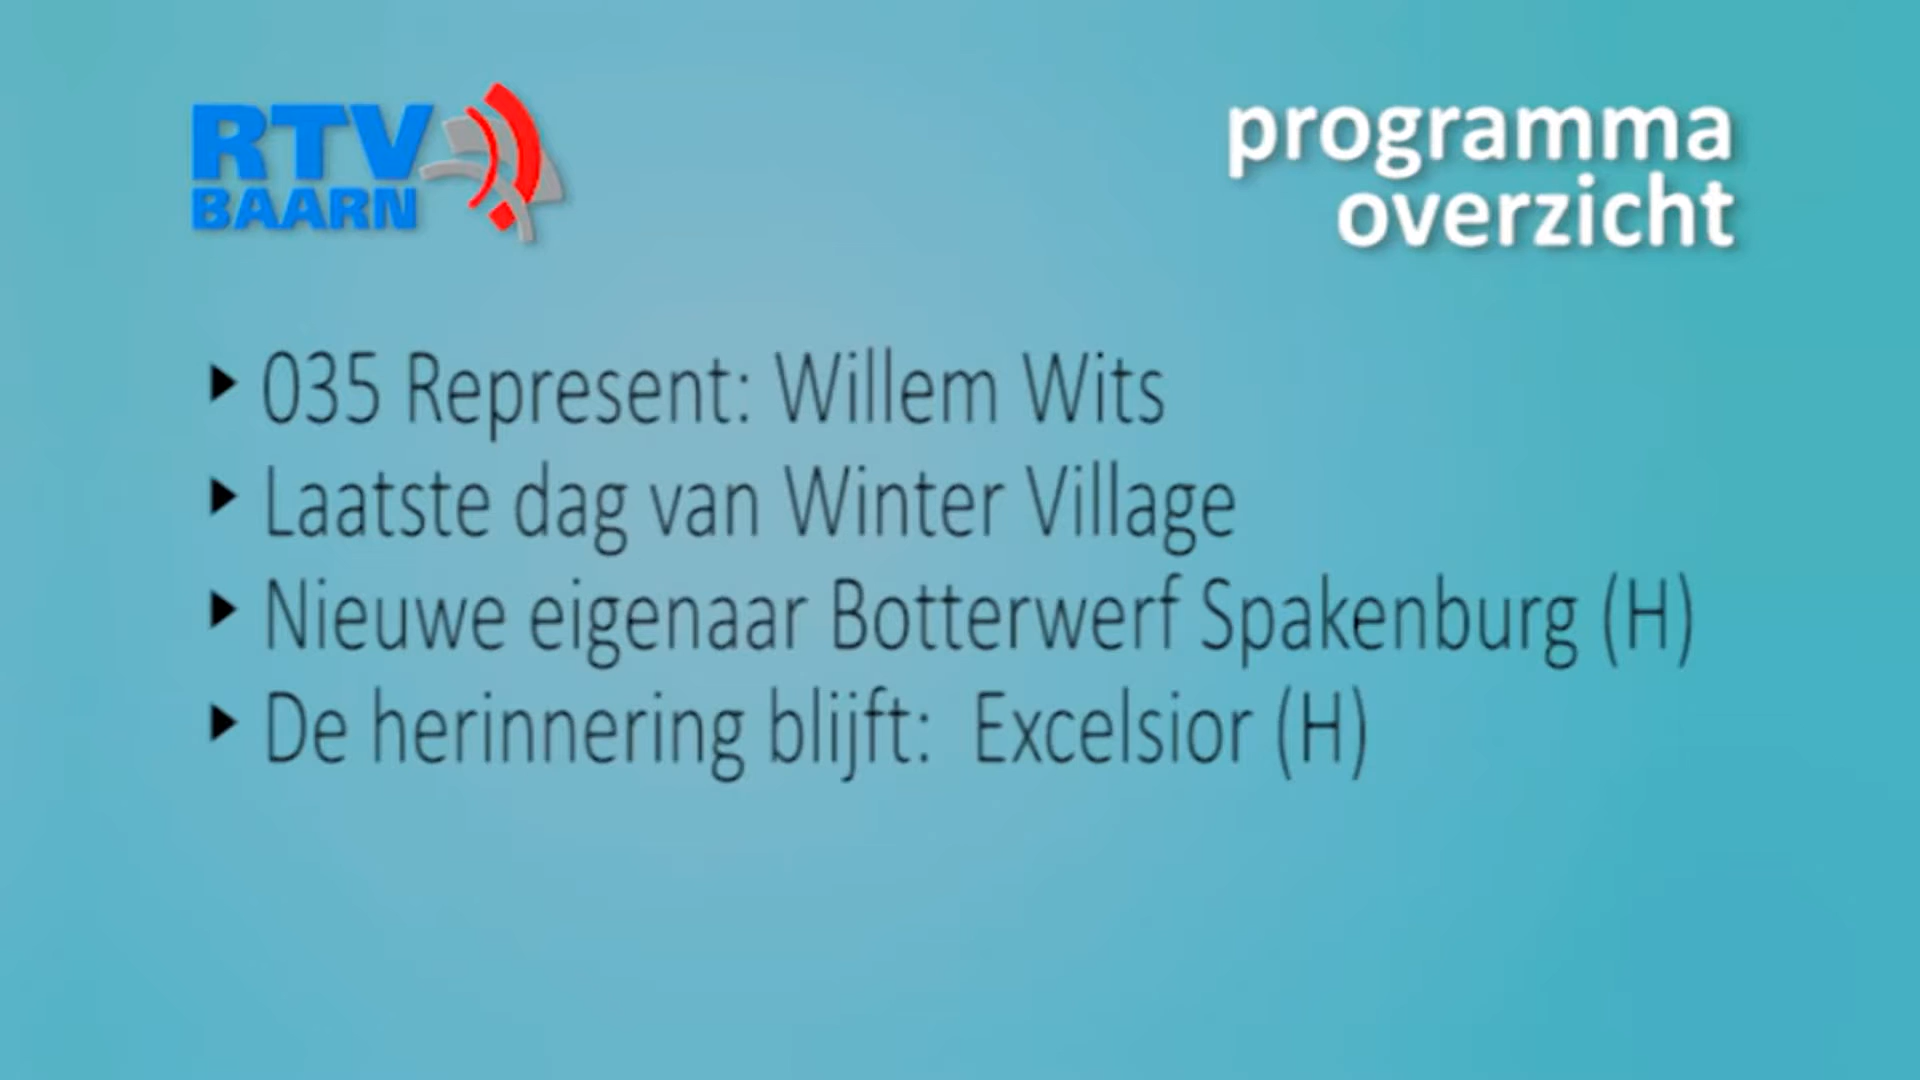 RTV
BAARN
programma
overzicht
035 Represent: Willem Wits
Laatste dag van Winter Village
Nieuwe eigenaar Botterwerf Spakenburg (H)
De herinnering blijft:  Excelsior (H)